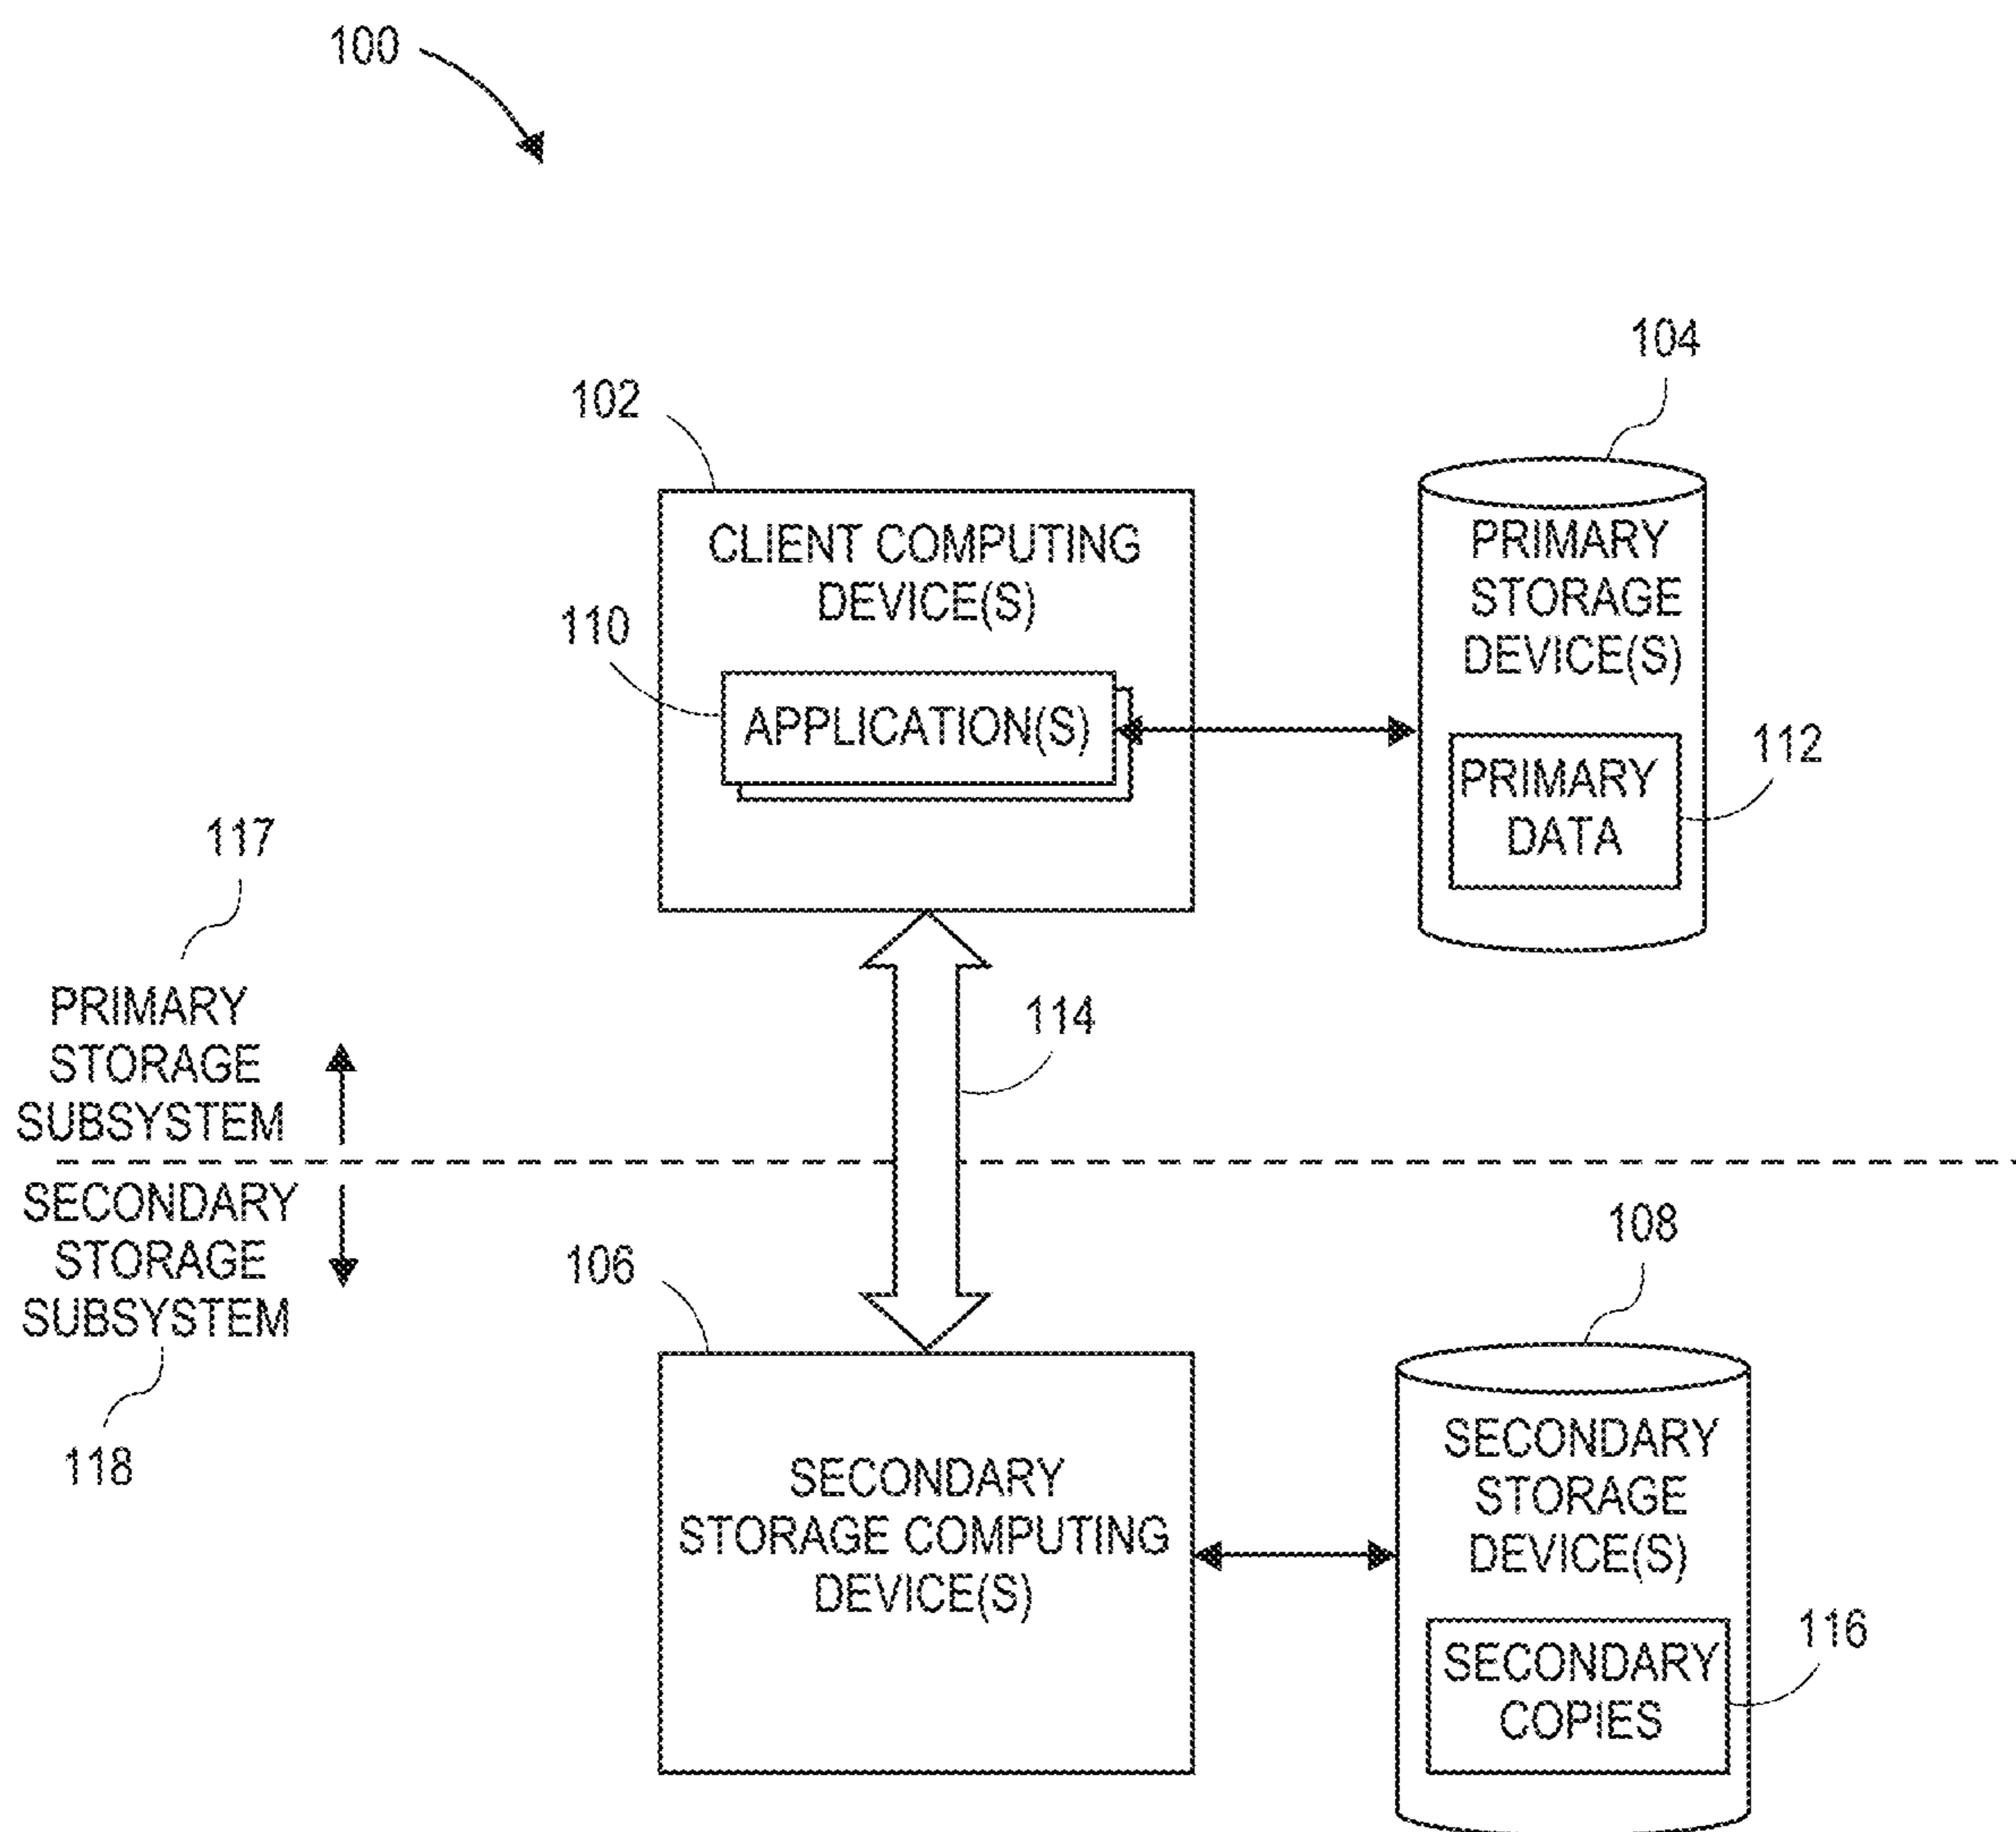 100
104
102
CLIENT COMPUTING
DEVICE(S)
110
APPLICATION(S)
PRIMARY
STORAGE
DEVICE(S)
112
PRIMARY
DATA
117
PRIMARY
STORAGE
SUBSYSTEM
114
SECONDARY
STORAGE
SUBSYSTEM
118
106
108
SECONDARY
STORAGE COMPUTING
DEVICE(S)
SECONDARY
STORAGE
DEVICE(S)
116
SECONDARY
COPIES